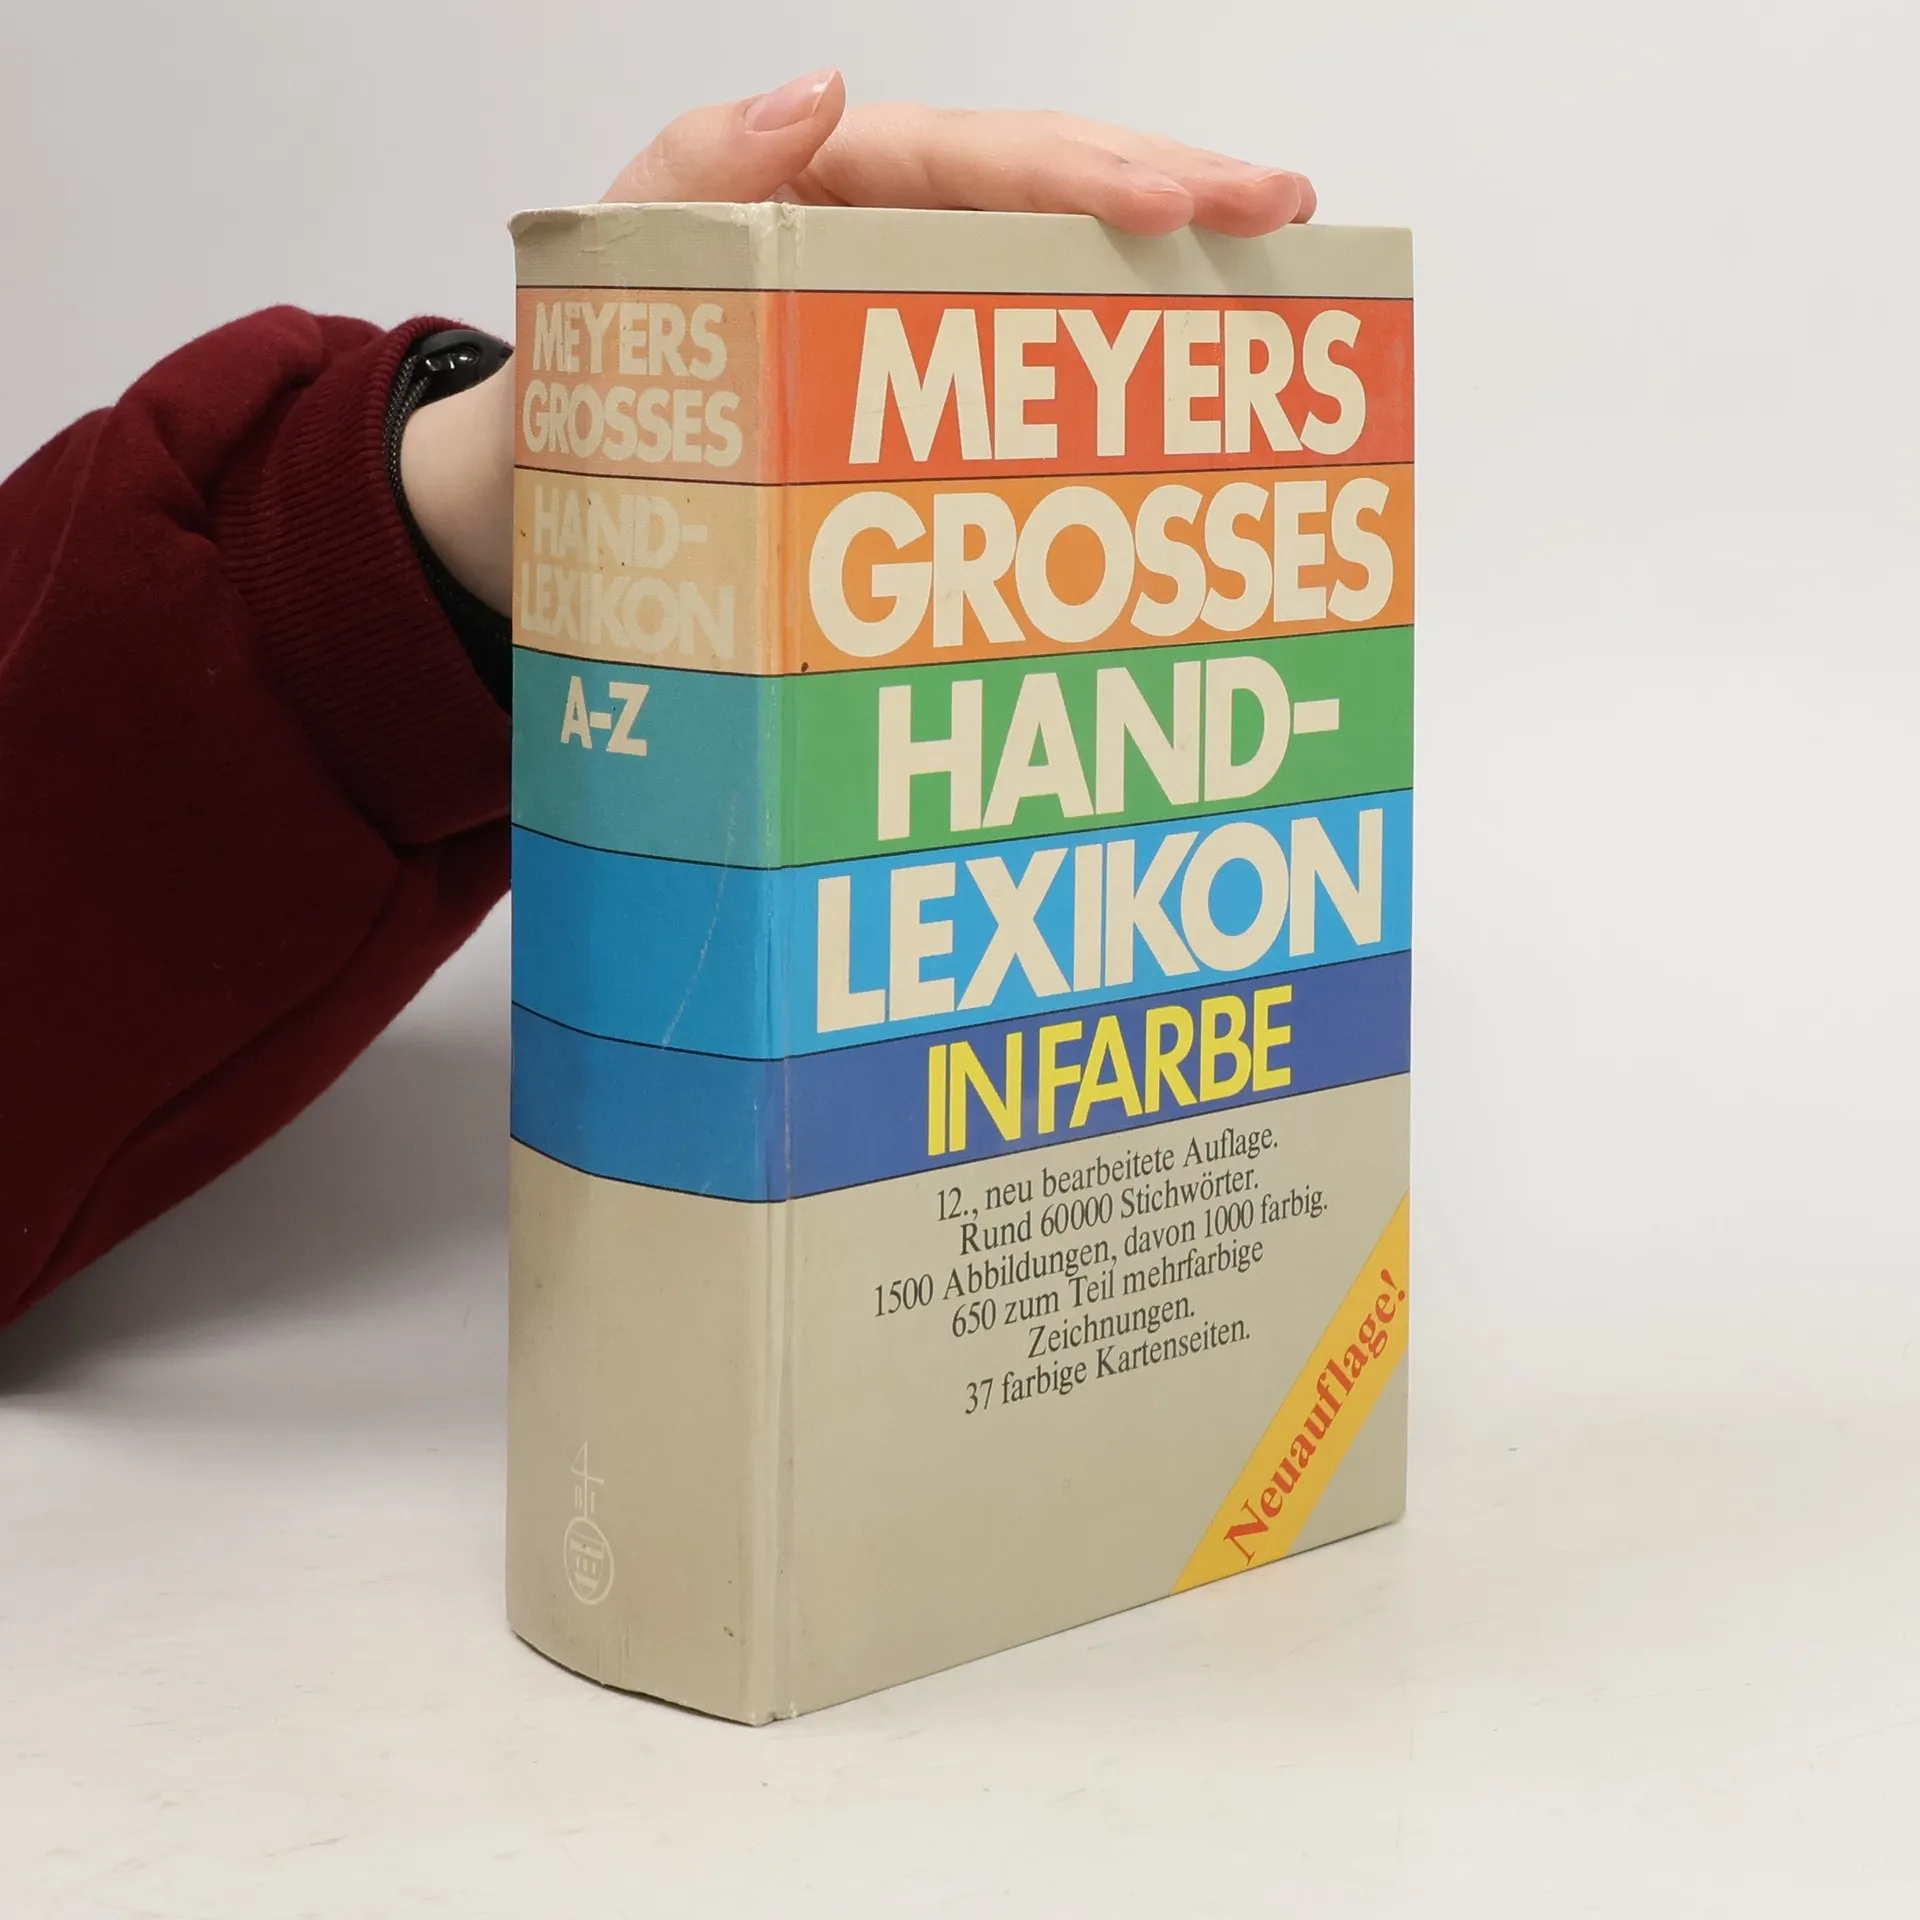 MEYERS
GROSSES
HAND-
LEXIKON
A-Z
MEYERS
GROSSES
HAND-
LEXIKON
IN FARBE
12., neu bearbeitete Auflage.
Rund 60000 Stichwörter.
1500 Abbildungen, davon 1000 farbig.
650 zum Teil mehrfarbige
Zeichnungen.
37 farbige Kartenseiten.
Neuauflage!
BI